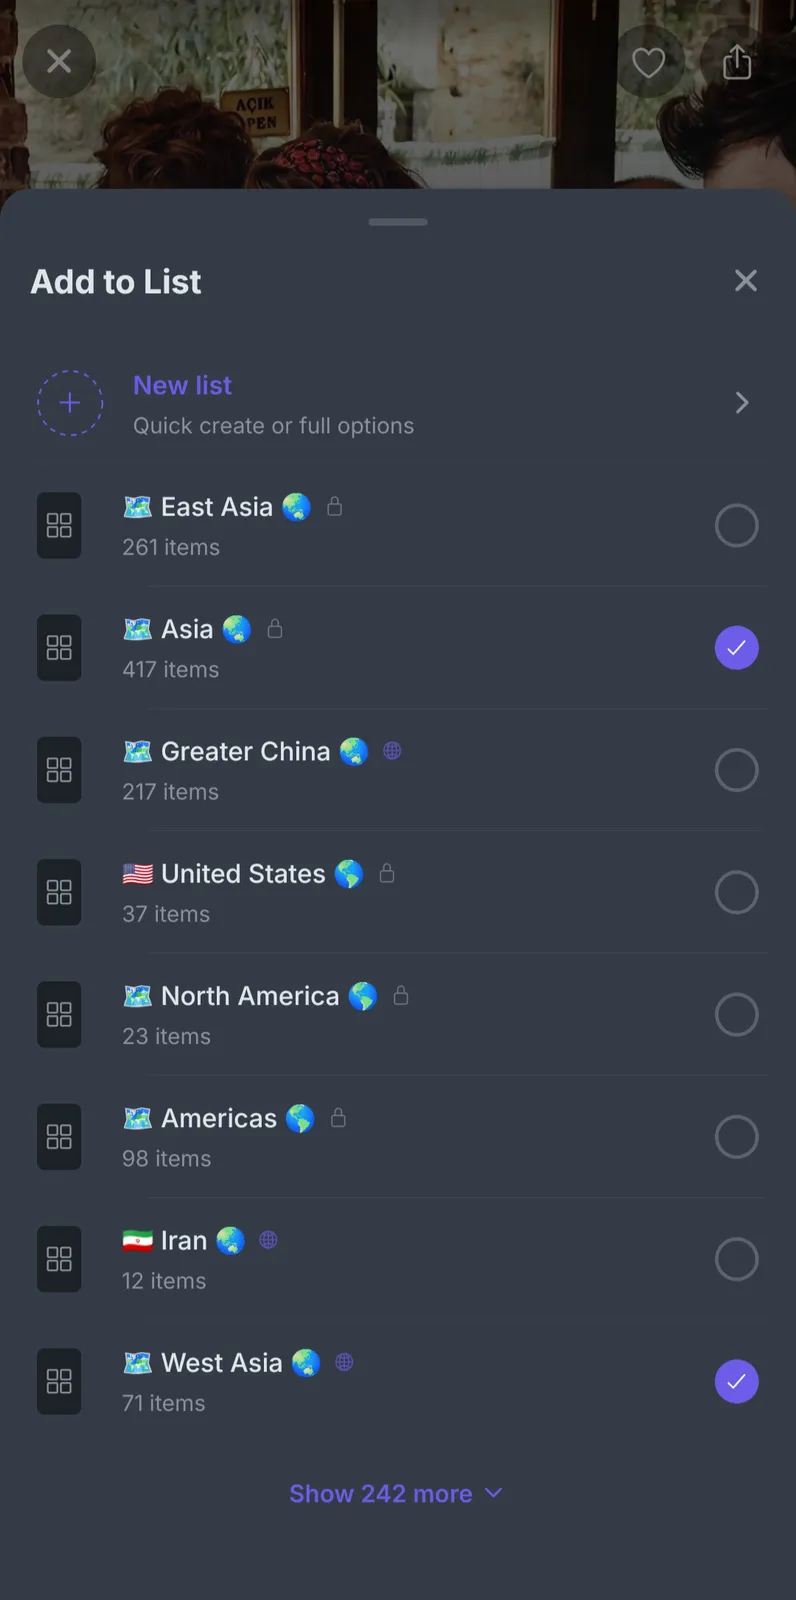 AÇIK
OPEN
Add to List
New list
Quick create or full options
🗺️ East Asia 🌏
261 items
🗺️ Asia 🌏
417 items
🗺️ Greater China 🌏
217 items
🇺🇸 United States 🌎
37 items
🗺️ North America 🌎
23 items
🗺️ Americas 🌎
98 items
🇮🇷 Iran 🌏
12 items
🗺️ West Asia 🌏
71 items
Show 242 more